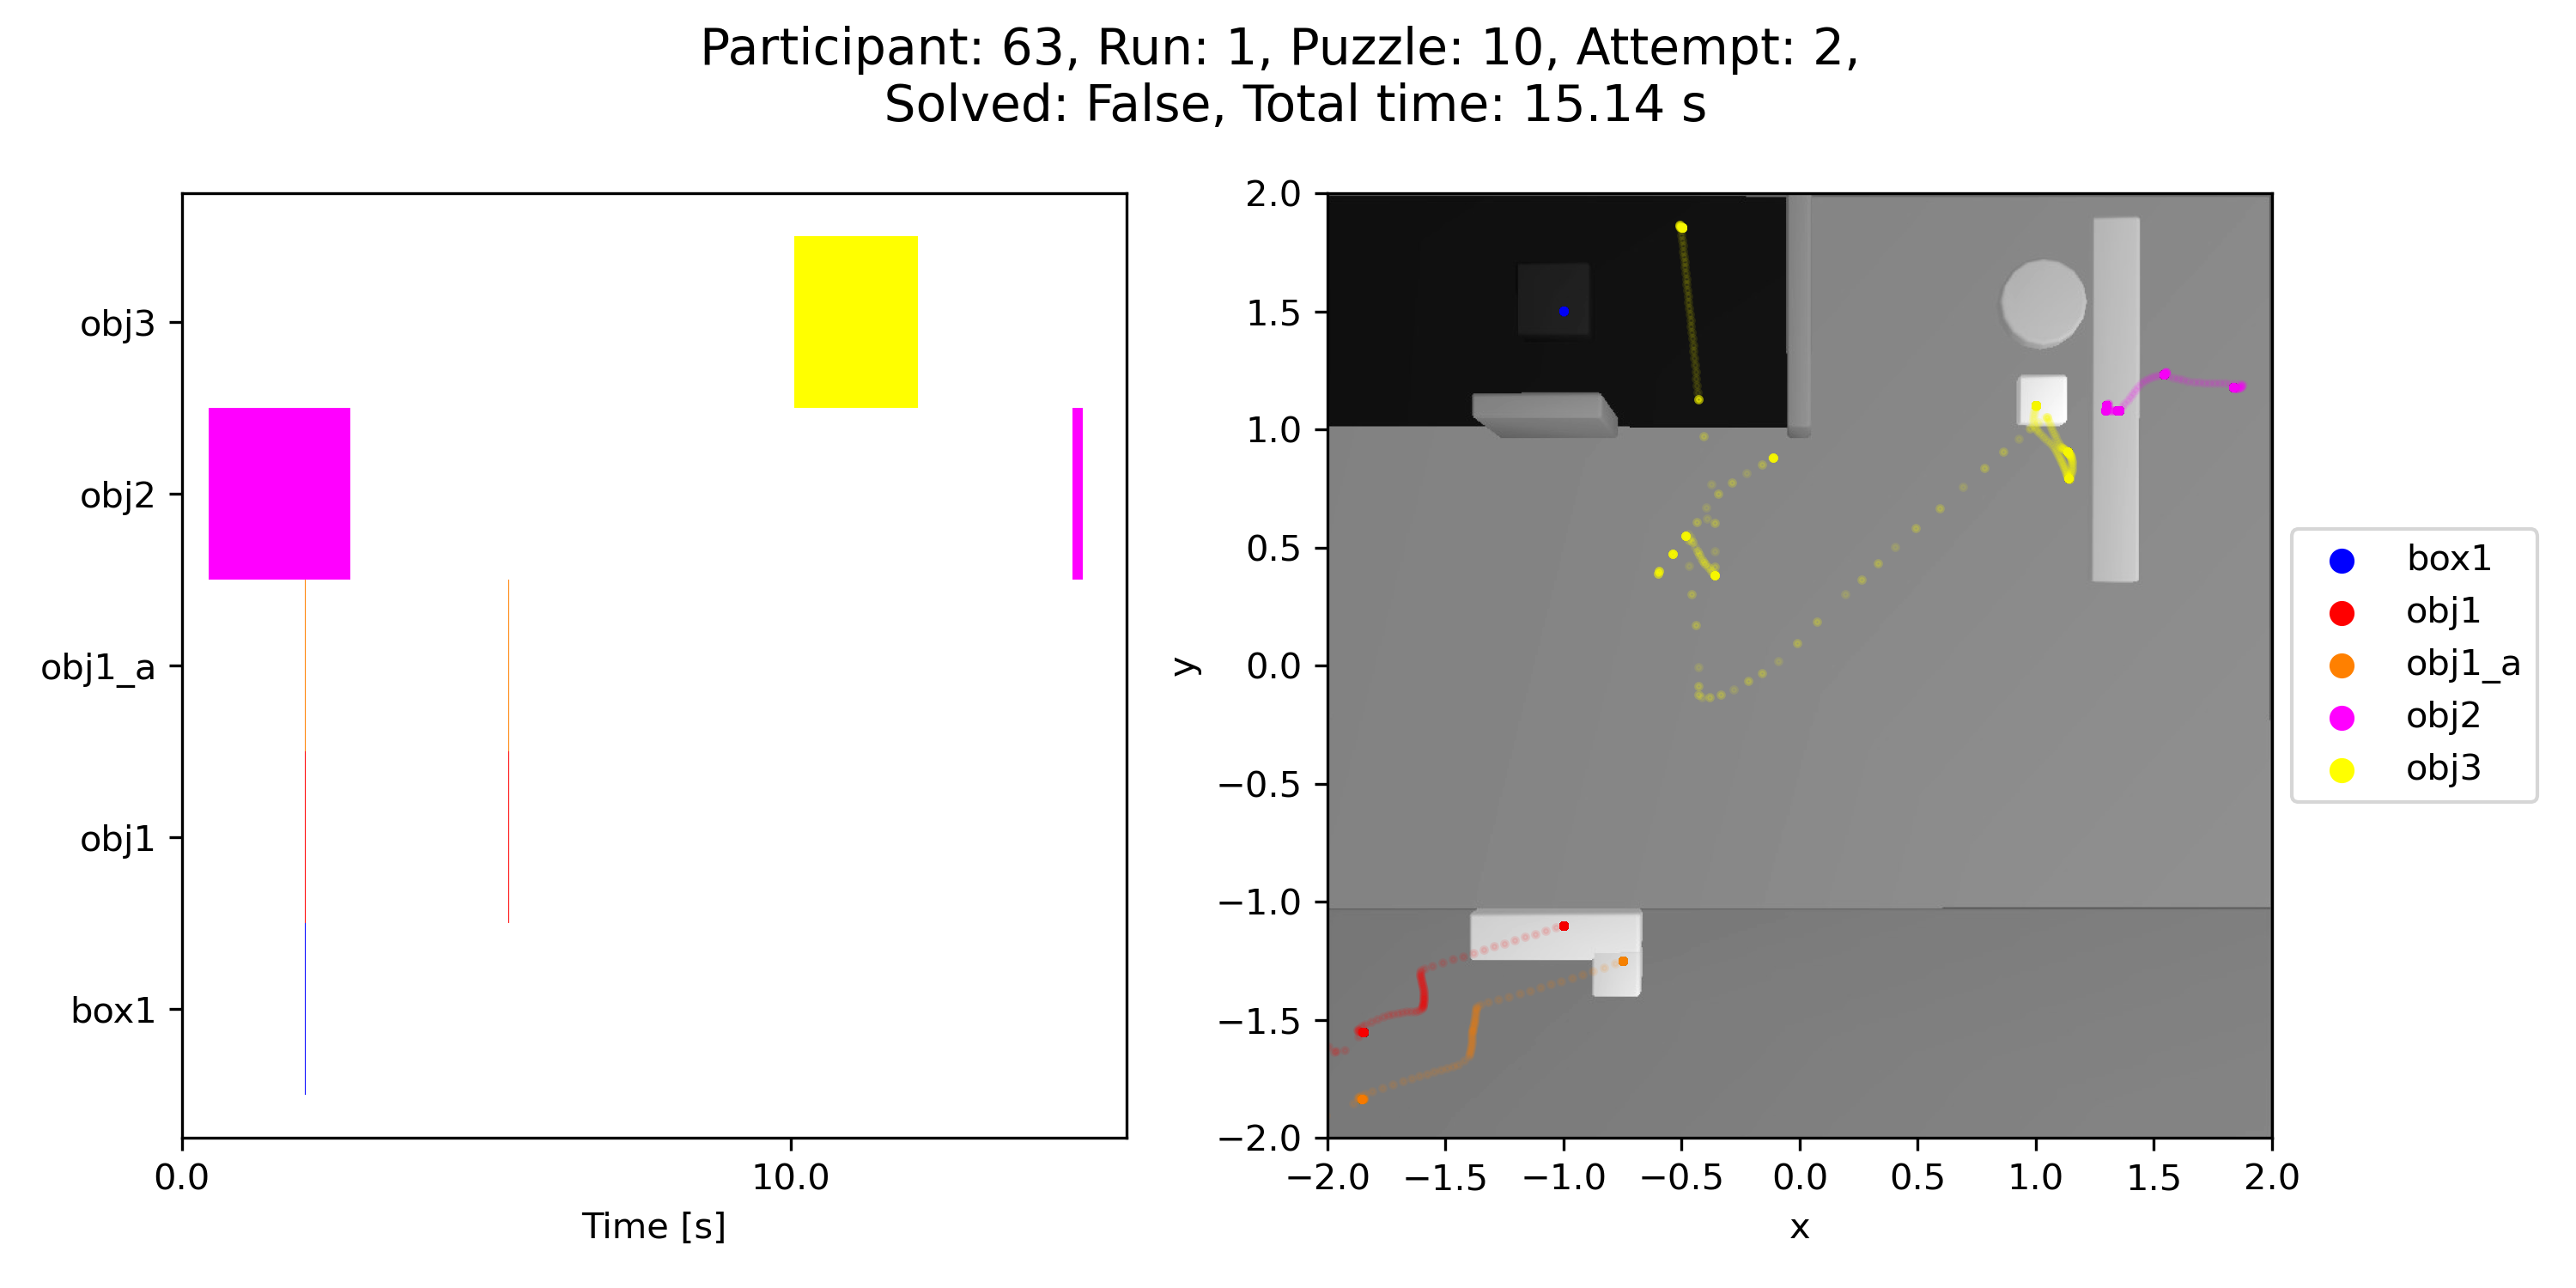 Participant: 63, Run: 1, Puzzle: 10, Attempt: 2,
Solved: False, Total time: 15.14 s
obj3
obj2
obj1_a
obj1
box1
0.0
10.0
Time [s]
2.0
1.5
1.0
0.5
0.0
−0.5
−1.0
−1.5
−2.0
y
−2.0
−1.5
−1.0
−0.5
0.0
0.5
1.0
1.5
2.0
x
box1
obj1
obj1_a
obj2
obj3